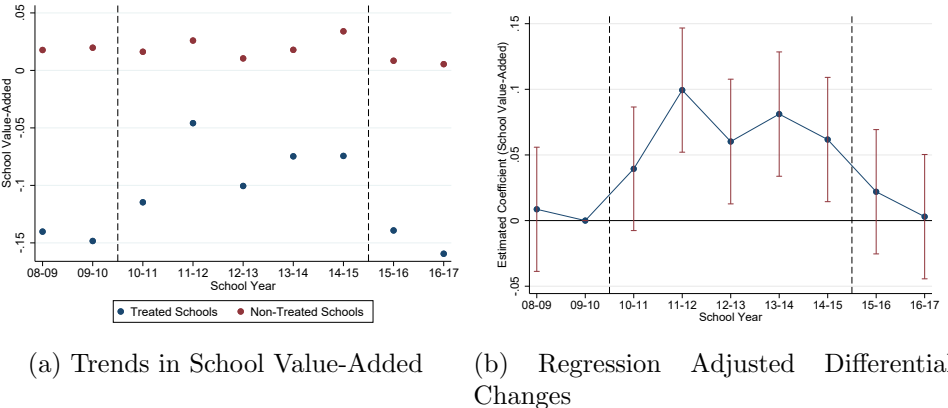 School Value-Added
.05
0
-.05
-.1
-.15
08-09 09-10 10-11 11-12 12-13 13-14 14-15 15-16 16-17
School Year
Treated Schools Non-Treated Schools
(a) Trends in School Value-Added
Estimated Coefficient (School Value-Added)
.15
.1
.05
0
-.05
08-09 09-10 10-11 11-12 12-13 13-14 14-15 15-16 16-17
School Year
(b) Regression Adjusted Differential
Changes